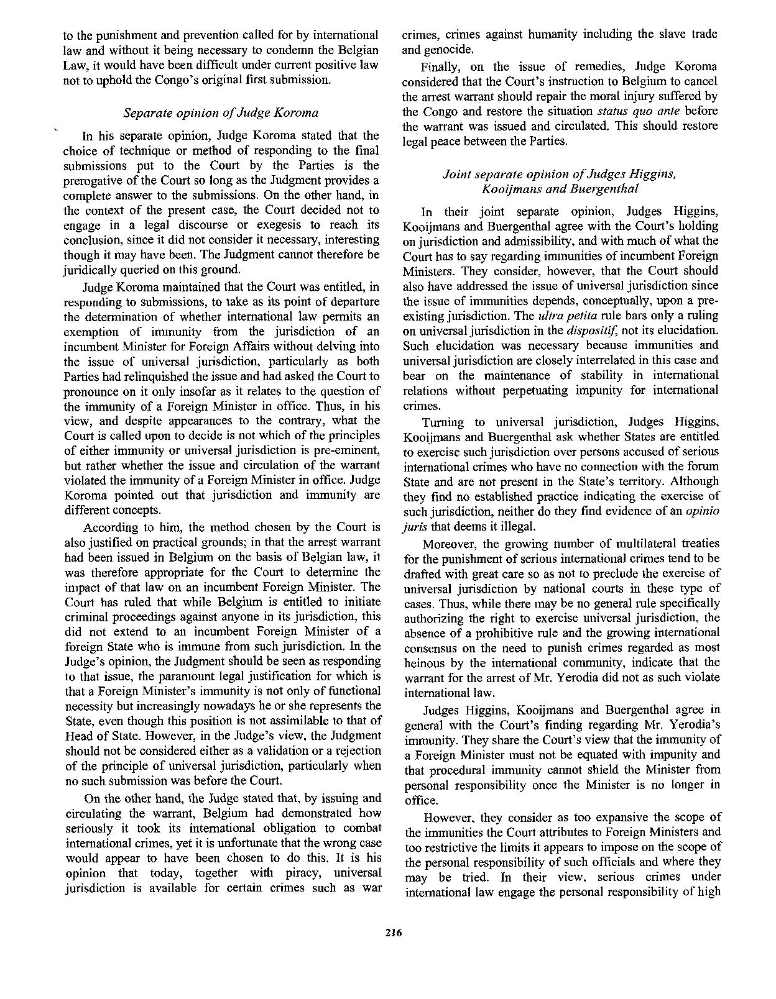 to the punishment and prevention called for by international
law and without it being necessary to condemn the Belgian
Law, it would have been difficult under current positive law
not to uphold the Congo's original first submission.
Separate opinion of Judge Koroma
In his separate opinion, Judge Koroma stated that the
choice of technique or method of responding to the final
submissions put to the Court by the Parties is the
prerogative of the Court so long as the Judgment provides a
complete answer to the submissions. On the other hand, in
the context of the present case, the Court decided not to
engage in a legal discourse or exegesis to reach its
conclusion, since it did not consider it necessary, interesting
though it may have been. The Judgment cannot therefore be
juridically queried on this ground.
Judge Koroma maintained that the Court was entitled, in
responding to submissions, to take as its point of departure
the determination of whether international law permits an
exemption of immunity from the jurisdiction of an
incumbent Minister for Foreign Affairs without delving into
the issue of universal jurisdiction, particularly as both
Parties had relinquished the issue and had asked the Court to
pronounce on it only insofar as it relates to the question of
the immunity of a Foreign Minister in office. Thus, in his
view, and despite appearances to the contrary, what the
Court is called upon to decide is not which of the principles
of either immunity or universal jurisdiction is pre-eminent,
but rather whether the issue and circulation of the warrant
violated the immunity of a Foreign Minister in office. Judge
Koroma pointed out that jurisdiction and immunity are
different concepts.
According to him, the method chosen by the Court is
also justified on practical grounds; in that the arrest warrant
had been issued in Belgium on the basis of Belgian law, it
was therefore appropriate for the Court to determine the
impact of that law on an incumbent Foreign Minister. The
Court has ruled that while Belgium is entitled to initiate
criminal proceedings against anyone in its jurisdiction, this
did not extend to an incumbent Foreign Minister of a
foreign State who is immune from such jurisdiction. In the
Judge's opinion, the Judgment should be seen as responding
to that issue, the paramount legal justification for which is
that a Foreign Minister's immunity is not only of functional
necessity but increasingly nowadays he or she represents the
State, even though this position is not assimilable to that of
Head of State. However, in the Judge's view, the Judgment
should not be considered either as a validation or a rejection
of the principle of universal jurisdiction, particularly when
no such submission was before the Court.
On the other hand, the Judge stated that, by issuing and
circulating the warrant, Belgium had demonstrated how
seriously it took its international obligation to combat
international crimes, yet it is unfortunate that the wrong case
would appear to have been chosen to do this. It is his
opinion that today, together with piracy, universal
jurisdiction is available for certain crimes such as war
crimes, crimes against humanity including the slave trade
and genocide.
Finally, on the issue of remedies, Judge Koroma
considered that the Court's instruction to Belgium to cancel
the arrest warrant should repair the moral injury suffered by
the Congo and restore the situation status quo ante before
the warrant was issued and circulated. This should restore
legal peace between the Parties.
Joint separate opinion of Judges Higgins,
Kooijmans and Buergenthal
In their joint separate opinion, Judges Higgins,
Kooijmans and Buergenthal agree with the Court's holding
on jurisdiction and admissibility, and with much of what the
Court has to say regarding immunities of incumbent Foreign
Ministers. They consider, however, that the Court should
also have addressed the issue of universal jurisdiction since
the issue of immunities depends, conceptually, upon a pre-
existing jurisdiction. The ultra petita rule bars only a ruling
on universal jurisdiction in the dispositif, not its elucidation.
Such elucidation was necessary because immunities and
universal jurisdiction are closely interrelated in this case and
bear on the maintenance of stability in international
relations without perpetuating impunity for international
crimes.
Turning to universal jurisdiction, Judges Higgins,
Kooijmans and Buergenthal ask whether States are entitled
to exercise such jurisdiction over persons accused of serious
international crimes who have no connection with the forum
State and are not present in the State's territory. Although
they find no established practice indicating the exercise of
such jurisdiction, neither do they find evidence of an opinio
juris that deems it illegal.
Moreover, the growing number of multilateral treaties
for the punishment of serious international crimes tend to be
drafted with great care so as not to preclude the exercise of
universal jurisdiction by national courts in these type of
cases. Thus, while there may be no general rule specifically
authorizing the right to exercise universal jurisdiction, the
absence of a prohibitive rule and the growing international
consensus on the need to punish crimes regarded as most
heinous by the international community, indicate that the
warrant for the arrest of Mr. Yerodia did not as such violate
international law.
Judges Higgins, Kooijmans and Buergenthal agree in
general with the Court's finding regarding Mr. Yerodia's
immunity. They share the Court's view that the immunity of
a Foreign Minister must not be equated with impunity and
that procedural immunity cannot shield the Minister from
personal responsibility once the Minister is no longer in
office.
However, they consider as too expansive the scope of
the immunities the Court attributes to Foreign Ministers and
too restrictive the limits it appears to impose on the scope of
the personal responsibility of such officials and where they
may be tried. In their view, serious crimes under
international law engage the personal responsibility of high
216